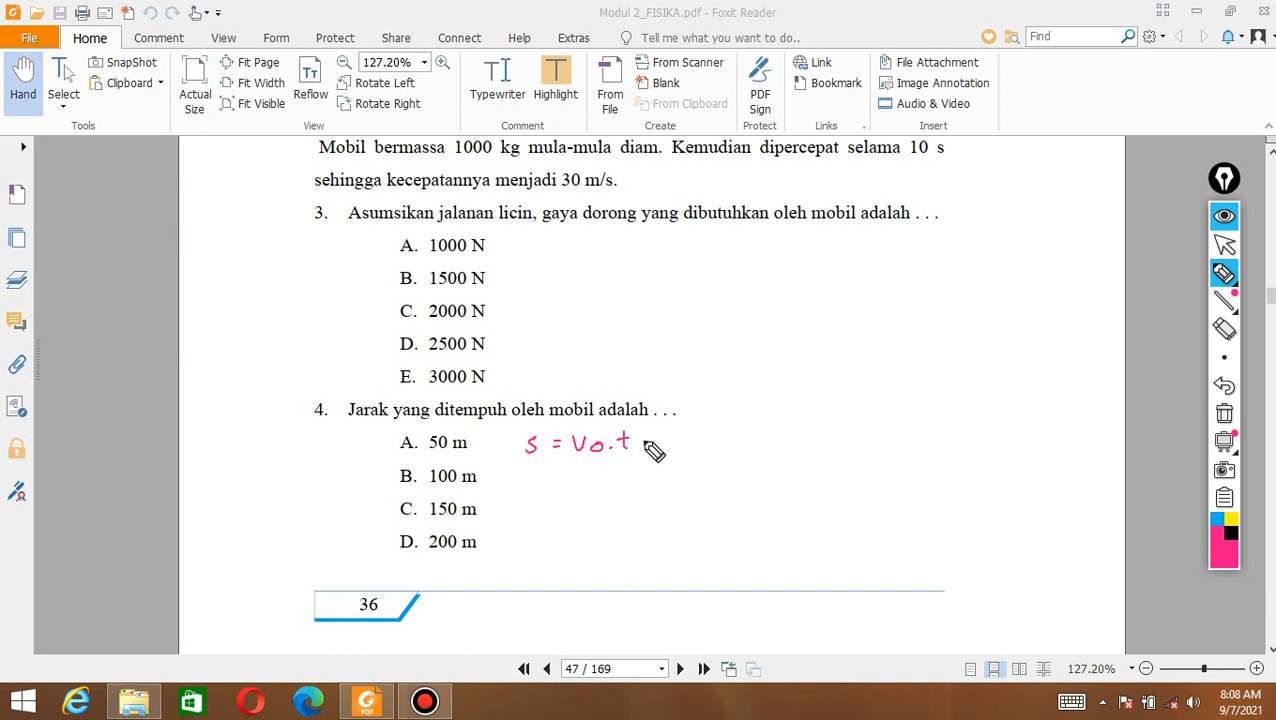 Modul 2_FISIKA.pdf - Foxit Reader
File Home Comment View Form Protect Share Connect Help Extras Tell me what you want to do.. Find
Hand
Select
SnapShot
Clipboard
Tools
Actual Size
Fit Page
Fit Width
Fit Visible
Reflow
127.20%
Rotate Left
Rotate Right
View
Typewriter
Highlight
Comment
From File
From Scanner
Blank
From Clipboard
Create
PDF Sign
Protect
Link
Bookmark
Links
File Attachment
Image Annotation
Audio & Video
Insert
Mobil bermassa 1000 kg mula-mula diam. Kemudian dipercepat selama 10 s
sehingga kecepatannya menjadi 30 m/s.
3. Asumsikan jalanan licin, gaya dorong yang dibutuhkan oleh mobil adalah . . .
A. 1000 N
B. 1500 N
C. 2000 N
D. 2500 N
E. 3000 N
4. Jarak yang ditempuh oleh mobil adalah . . .
A. 50 m s = vo.t
B. 100 m
C. 150 m
D. 200 m
36
47 / 169
127.20%
PDF
8:08 AM
9/7/2021